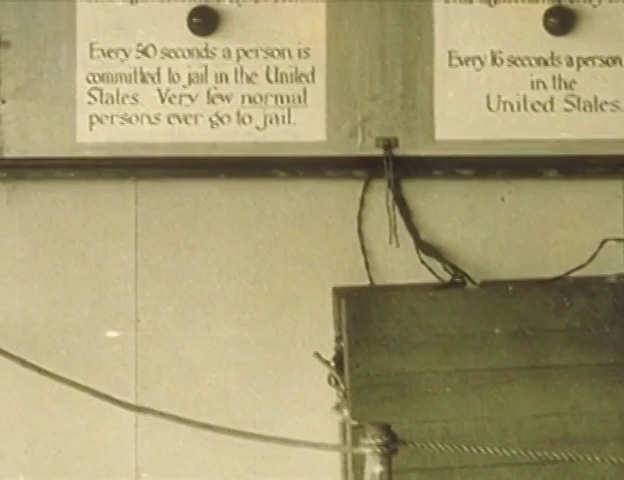 Every 50 seconds a person is
committed to jail in the United
States. Very few normal
persons ever go to jail.
Every 16 seconds a person
in the
United States.